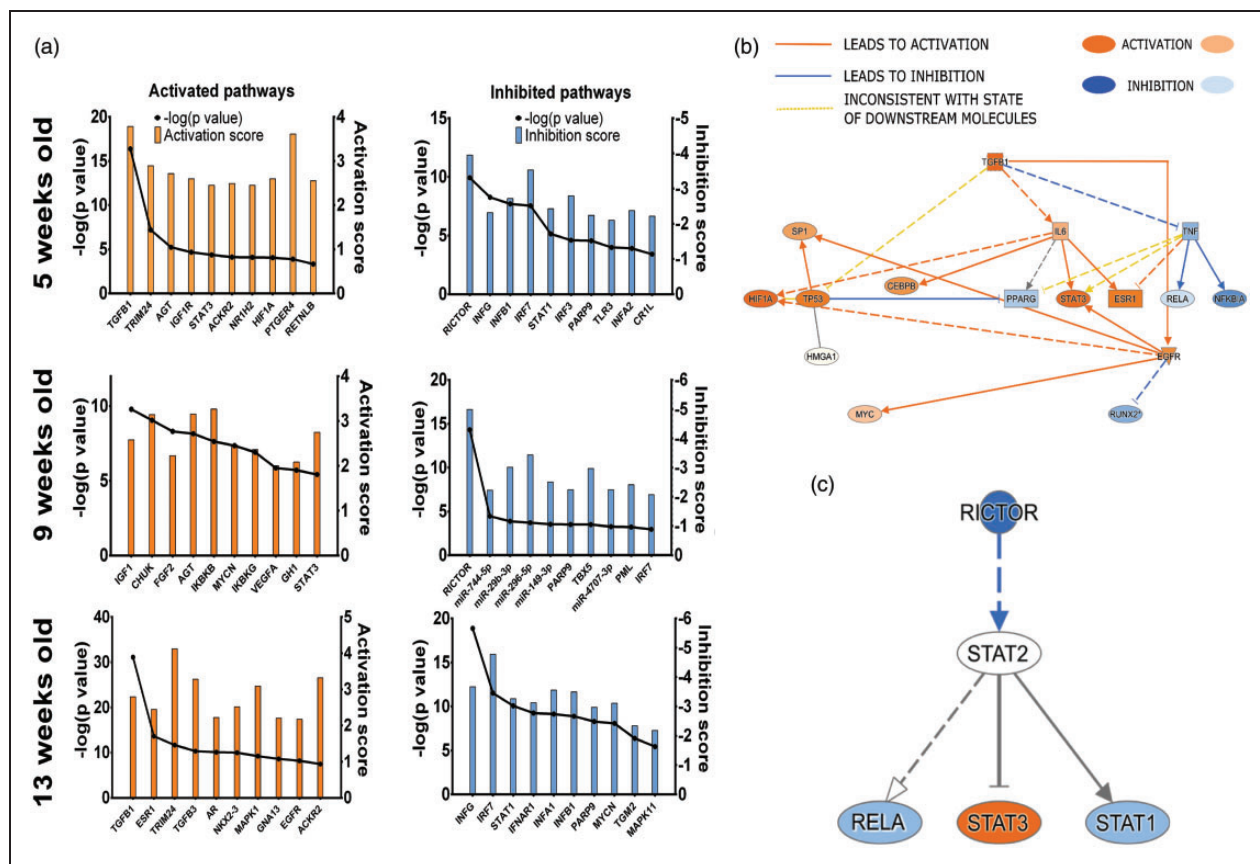 (a)
Activated pathways
Inhibited pathways
5 weeks old
-log(p value)
20
15
10
5
0
-log(p value)
Activation score
4
3
2
1
0
Activation score
TGFB1
TRIM24
AGT
IGF1R
STAT3
ACKR2
NR1H2
HIF1A
PTGER4
RETNLB
-log(p value)
15
10
5
0
-log(p value)
Inhibition score
-5
-4
-3
-2
-1
0
Inhibition score
RICTOR
INFG
INFB1
IRF7
STAT1
IRF3
PARP9
TLR3
INFA2
CR1L
9 weeks old
-log(p value)
10
5
0
4
3
2
1
0
Activation score
IGF1
CHUK
FGF2
AGT
IKBKB
MYCN
IKBKG
VEGFA
GH1
STAT3
-log(p value)
20
15
10
5
0
-6
-5
-4
-3
-2
-1
0
Inhibition score
RICTOR
miR-744-5p
miR-29b-3p
miR-296-5p
miR-149-3p
PARP9
TBX5
miR-4707-3p
PML
IRF7
13 weeks old
-log(p value)
40
30
20
10
0
5
4
3
2
1
0
Activation score
TGFB1
ESR1
TRIM24
TGFB3
AR
NKX2-3
MAPK1
GNA13
EGFR
ACKR2
-log(p value)
20
15
10
5
0
-6
-5
-4
-3
-2
-1
0
Inhibition score
INFG
IRF7
STAT1
IFNAR1
INFA1
INFB1
PARP9
MYCN
TGM2
MAPK11
(b)
LEADS TO ACTIVATION
LEADS TO INHIBITION
INCONSISTENT WITH STATE
OF DOWNSTREAM MOLECULES
ACTIVATION
INHIBITION
TGFB1
SP1
IL6
TNF
CEBPB
HIF1A
TP53
PPARG
STAT3
ESR1
RELA
NFKB A
HMGA1
EGFR
MYC
RUNX2*
(c)
RICTOR
STAT2
RELA
STAT3
STAT1